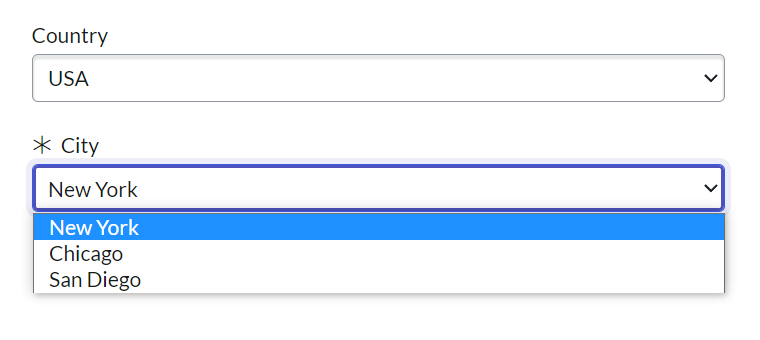 Country
USA
* City
New York
New York
Chicago
San Diego